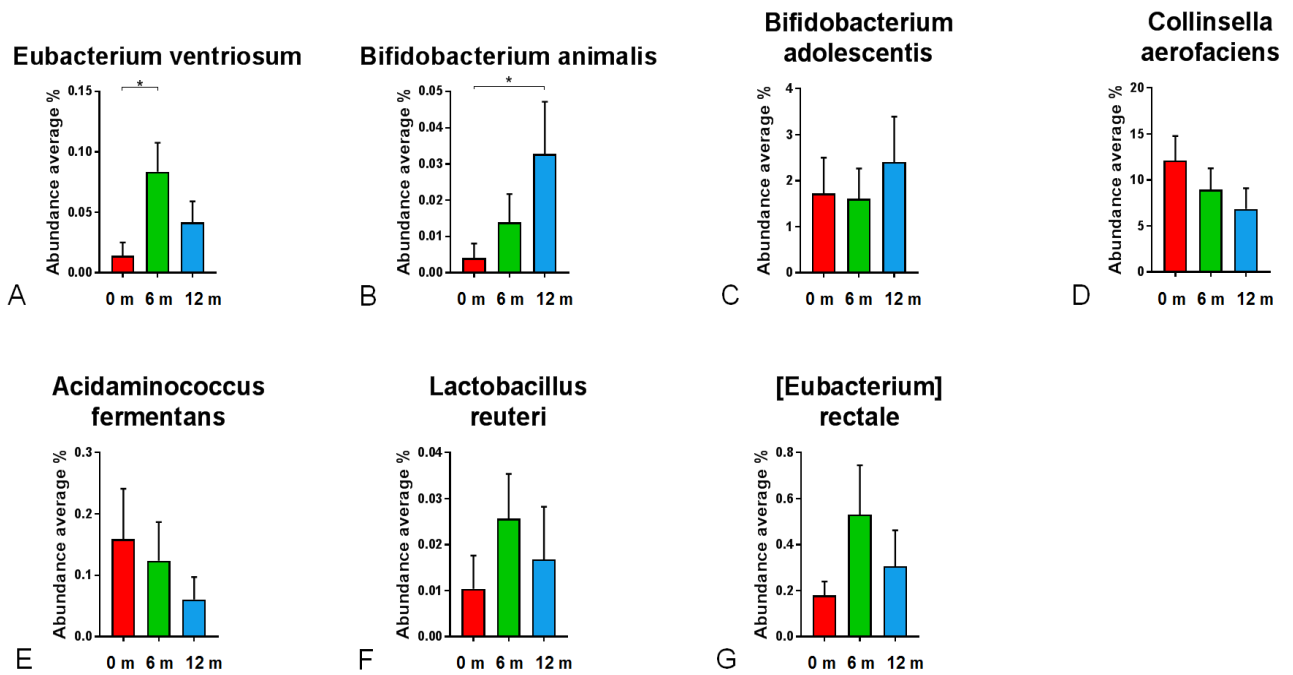 Eubacterium ventriosum
Abundance average %
0.15
0.10
0.05
0.00
*
0 m 6 m 12 m
A
Bifidobacterium animalis
Abundance average %
0.05
0.04
0.03
0.02
0.01
0.00
*
0 m 6 m 12 m
B
Bifidobacterium
adolescentis
Abundance average %
4
3
2
1
0
0 m 6 m 12 m
C
Collinsella
aerofaciens
Abundance average %
20
15
10
5
0
0 m 6 m 12 m
D
Acidaminococcus
fermentans
Abundance average %
0.3
0.2
0.1
0.0
0 m 6 m 12 m
E
Lactobacillus
reuteri
Abundance average %
0.04
0.03
0.02
0.01
0.00
0 m 6 m 12 m
F
[Eubacterium]
rectale
Abundance average %
0.8
0.6
0.4
0.2
0.0
0 m 6 m 12 m
G